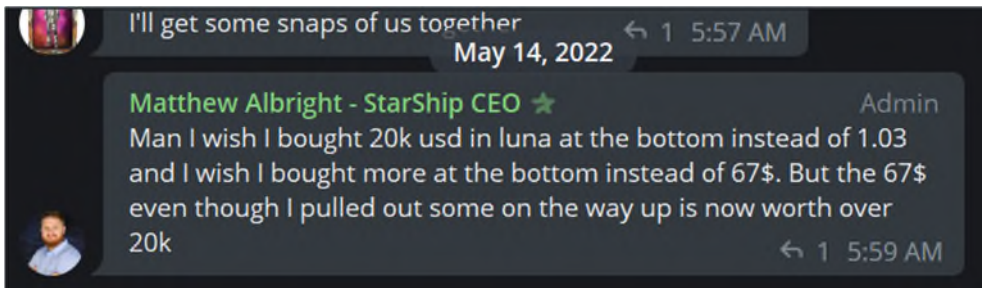 I'll get some snaps of us together
1 5:57 AM
May 14, 2022
Matthew Albright - StarShip CEO Admin
Man I wish I bought 20k usd in luna at the bottom instead of 1.03
and I wish I bought more at the bottom instead of 67$. But the 67$
even though I pulled out some on the way up is now worth over
20k
1 5:59 AM